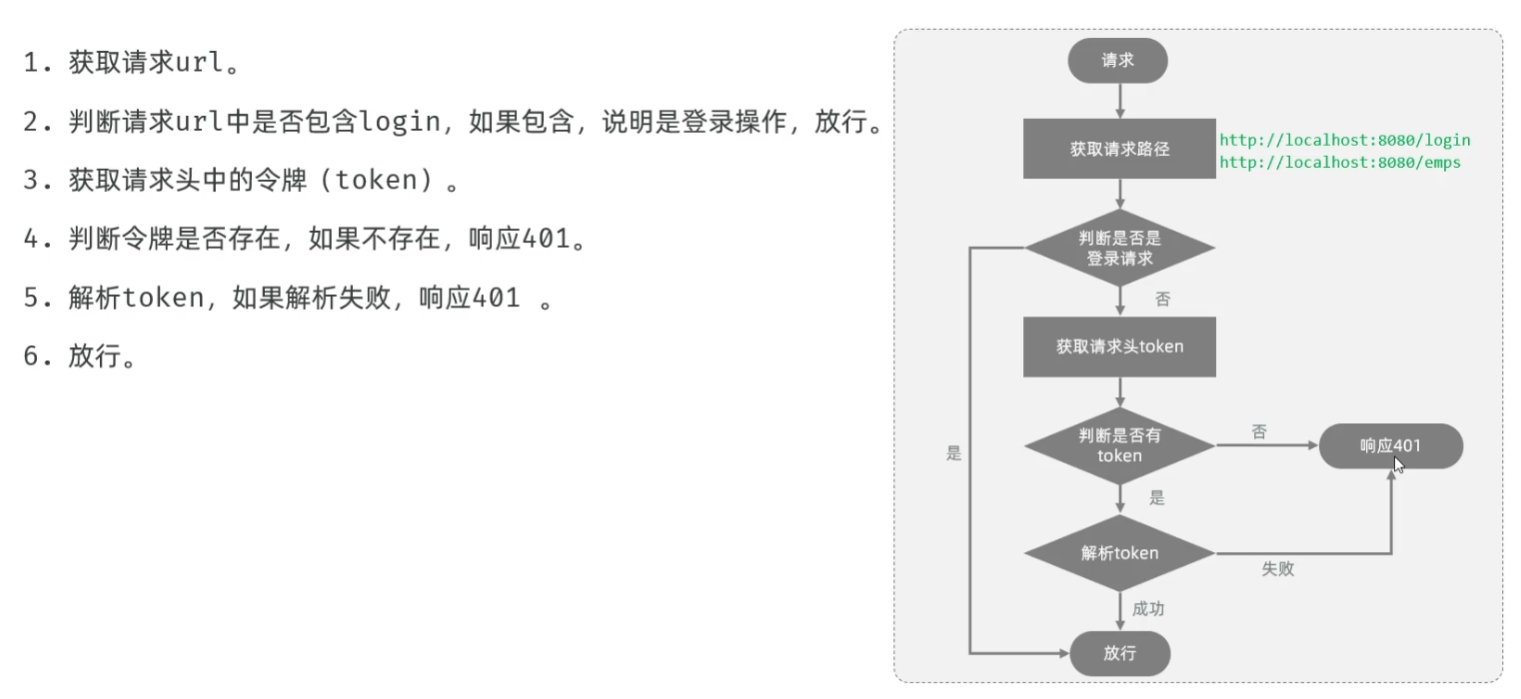 1. 获取请求url。
2. 判断请求url中是否包含login，如果包含，说明是登录操作，放行。
3. 获取请求头中的令牌（token）。
4. 判断令牌是否存在，如果不存在，响应401。
5. 解析token，如果解析失败，响应401 。
6. 放行。
请求
获取请求路径
http://localhost:8080/login
http://localhost:8080/emps
判断是否是
登录请求
否
获取请求头token
判断是否有
token
否
响应401
是
是
解析token
失败
成功
放行